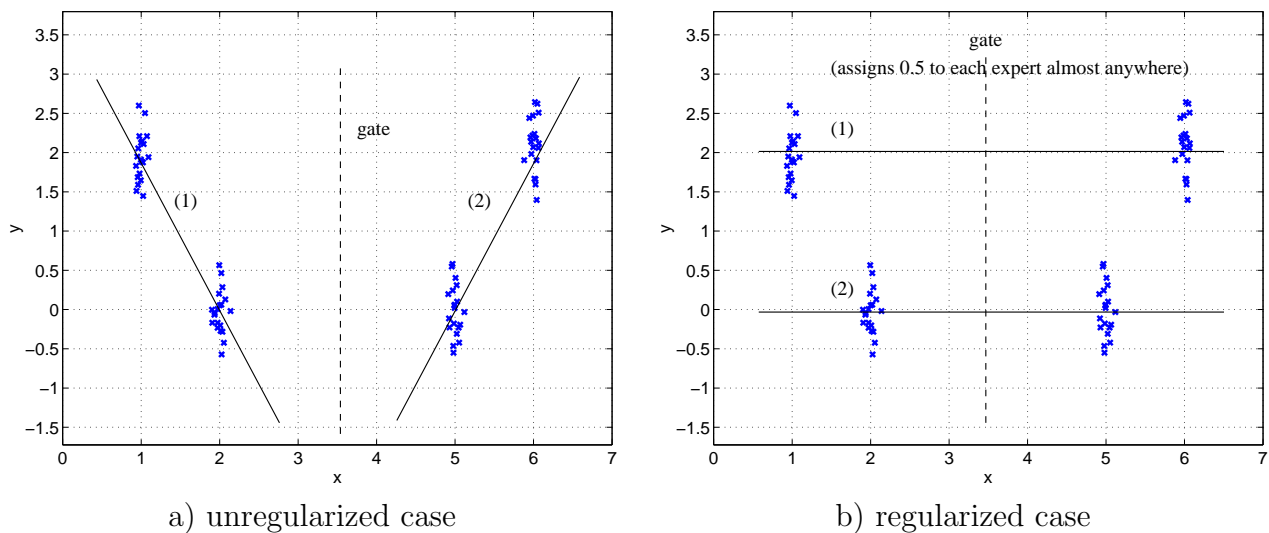 3.5
3
2.5
2
1.5
1
0.5
0
−0.5
−1
−1.5
y
gate
(1)
(2)
0 1 2 3 4 5 6 7
x
a) unregularized case
3.5
3
2.5
2
1.5
1
0.5
0
−0.5
−1
−1.5
y
gate
(assigns 0.5 to each expert almost anywhere)
(1)
(2)
0 1 2 3 4 5 6 7
x
b) regularized case